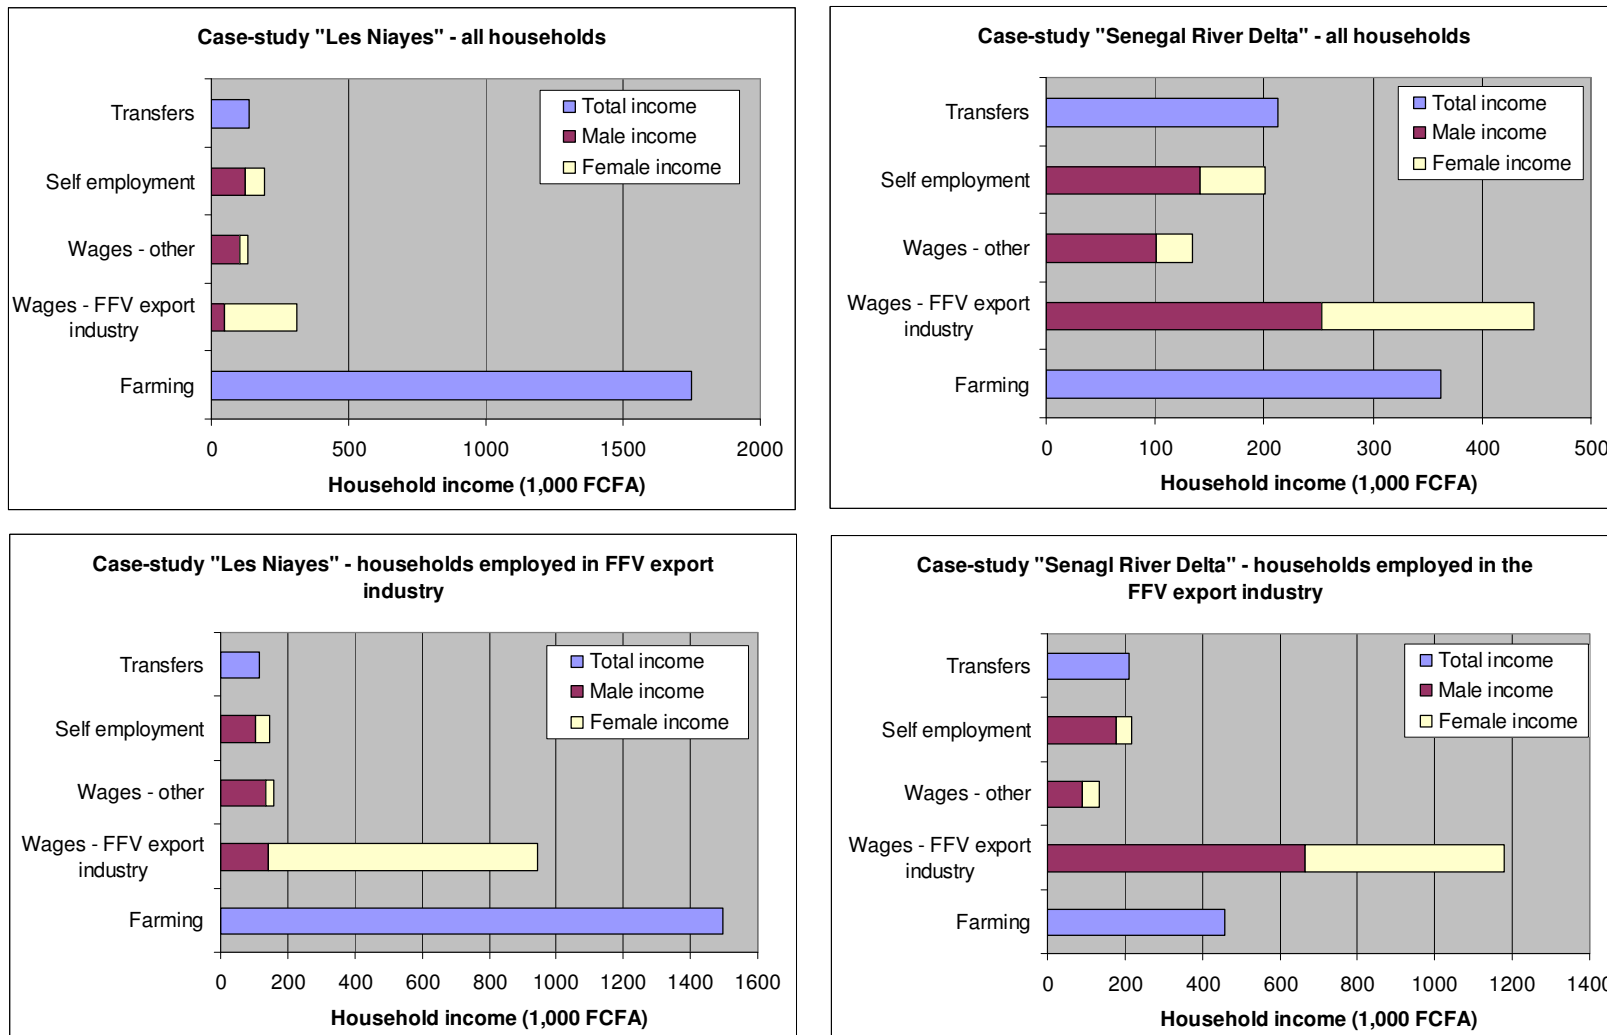 Case-study "Les Niayes" - all households
Transfers
Self employment
Wages - other
Wages - FFV export
industry
Farming
Total income
Male income
Female income
0 500 1000 1500 2000
Household income (1,000 FCFA)
Case-study "Senegal River Delta" - all households
Transfers
Self employment
Wages - other
Wages - FFV export
industry
Farming
Total income
Male income
Female income
0 100 200 300 400 500
Household income (1,000 FCFA)
Case-study "Les Niayes" - households employed in FFV export
industry
Transfers
Self employment
Wages - other
Wages - FFV export
industry
Farming
Total income
Male income
Female income
0 200 400 600 800 1000 1200 1400 1600
Household income (1,000 FCFA)
Case-study "Senagl River Delta" - households employed in the
FFV export industry
Transfers
Self employment
Wages - other
Wages - FFV export
industry
Farming
Total income
Male income
Female income
0 200 400 600 800 1000 1200 1400
Household income (1,000 FCFA)